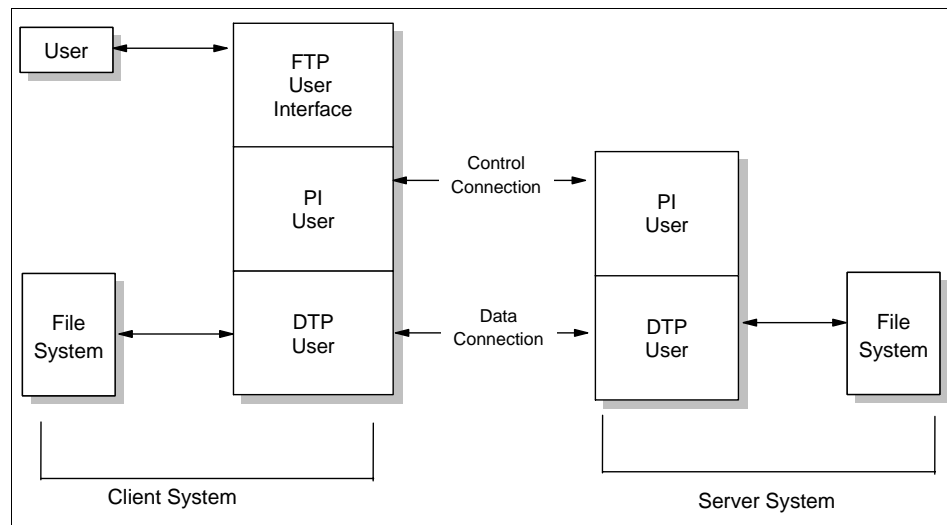 User
FTP
User
Interface
PI
User
DTP
User
File
System
Control
Connection
Data
Connection
PI
User
DTP
User
File
System
Client System
Server System